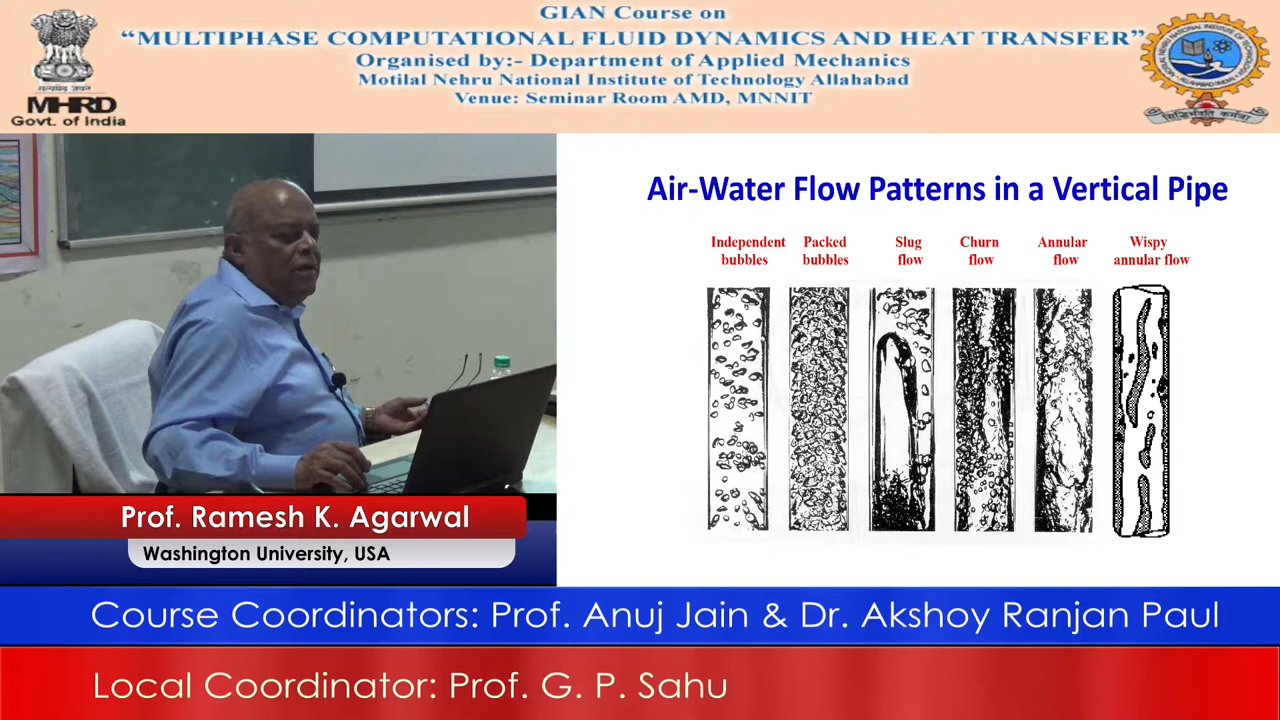 GIAN Course on
“MULTIPHASE COMPUTATIONAL FLUID DYNAMICS AND HEAT TRANSFER”
Organised by:- Department of Applied Mechanics
Motilal Nehru National Institute of Technology Allahabad
Venue: Seminar Room AMD, MNNIT
सत्यमेव जयते
MHRD
Govt. of India
Air-Water Flow Patterns in a Vertical Pipe
Independent bubbles
Packed bubbles
Slug flow
Churn flow
Annular flow
Wispy annular flow
Prof. Ramesh K. Agarwal
Washington University, USA
Course Coordinators: Prof. Anuj Jain & Dr. Akshoy Ranjan Paul
Local Coordinator: Prof. G. P. Sahu